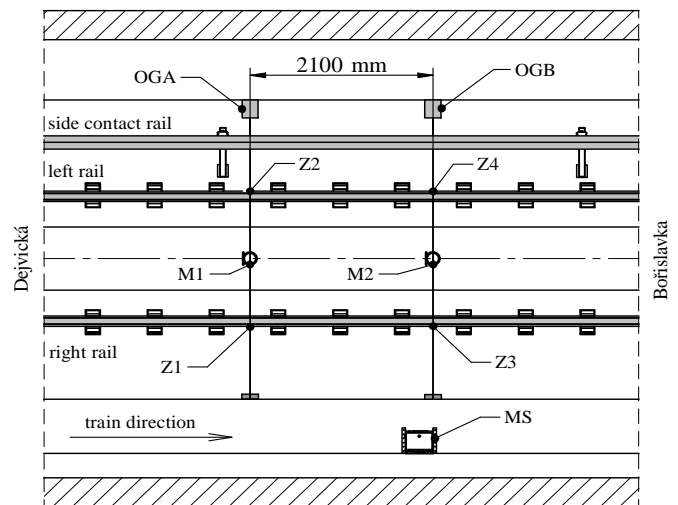 2100 mm
OGA
OGB
side contact rail
left rail
Z2
Z4
Dejvická
M1
M2
Bořislavka
right rail
Z1
Z3
train direction
MS